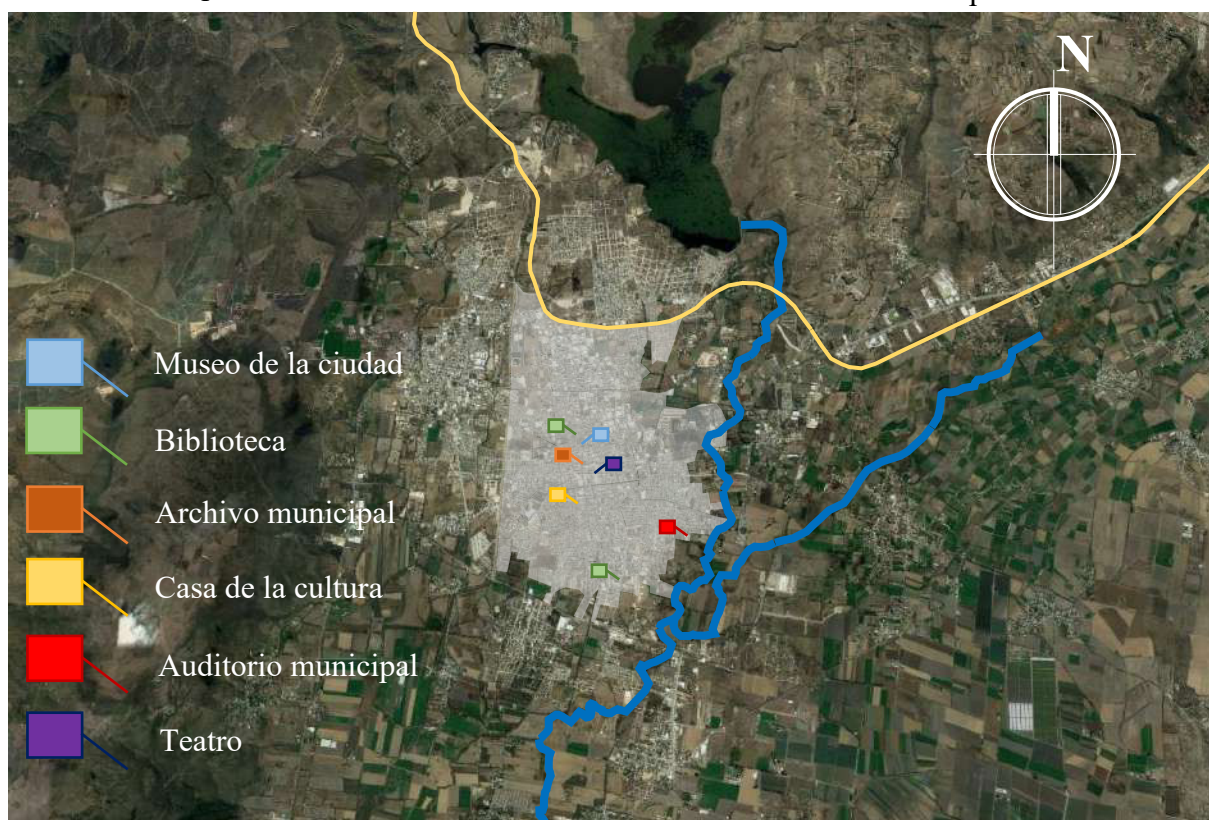 N
Museo de la ciudad
Biblioteca
Archivo municipal
Casa de la cultura
Auditorio municipal
Teatro